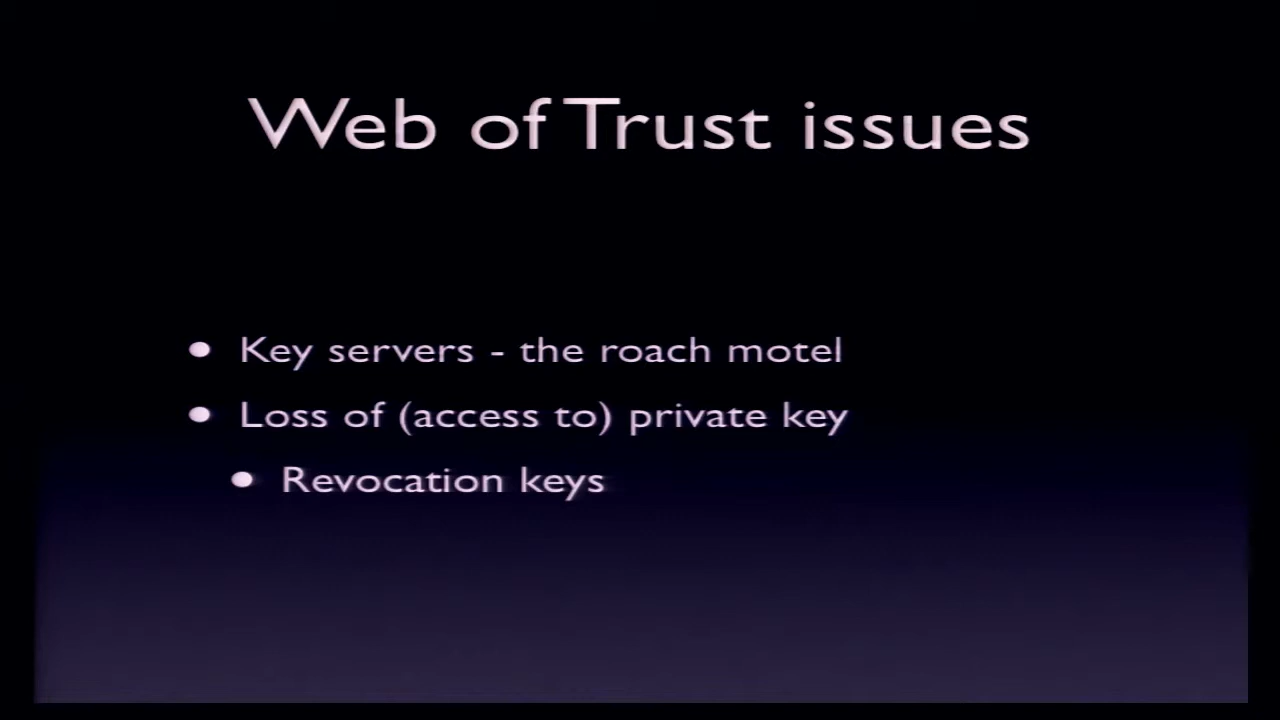 Web of Trust issues
Key servers - the roach motel
Loss of (access to) private key
Revocation keys